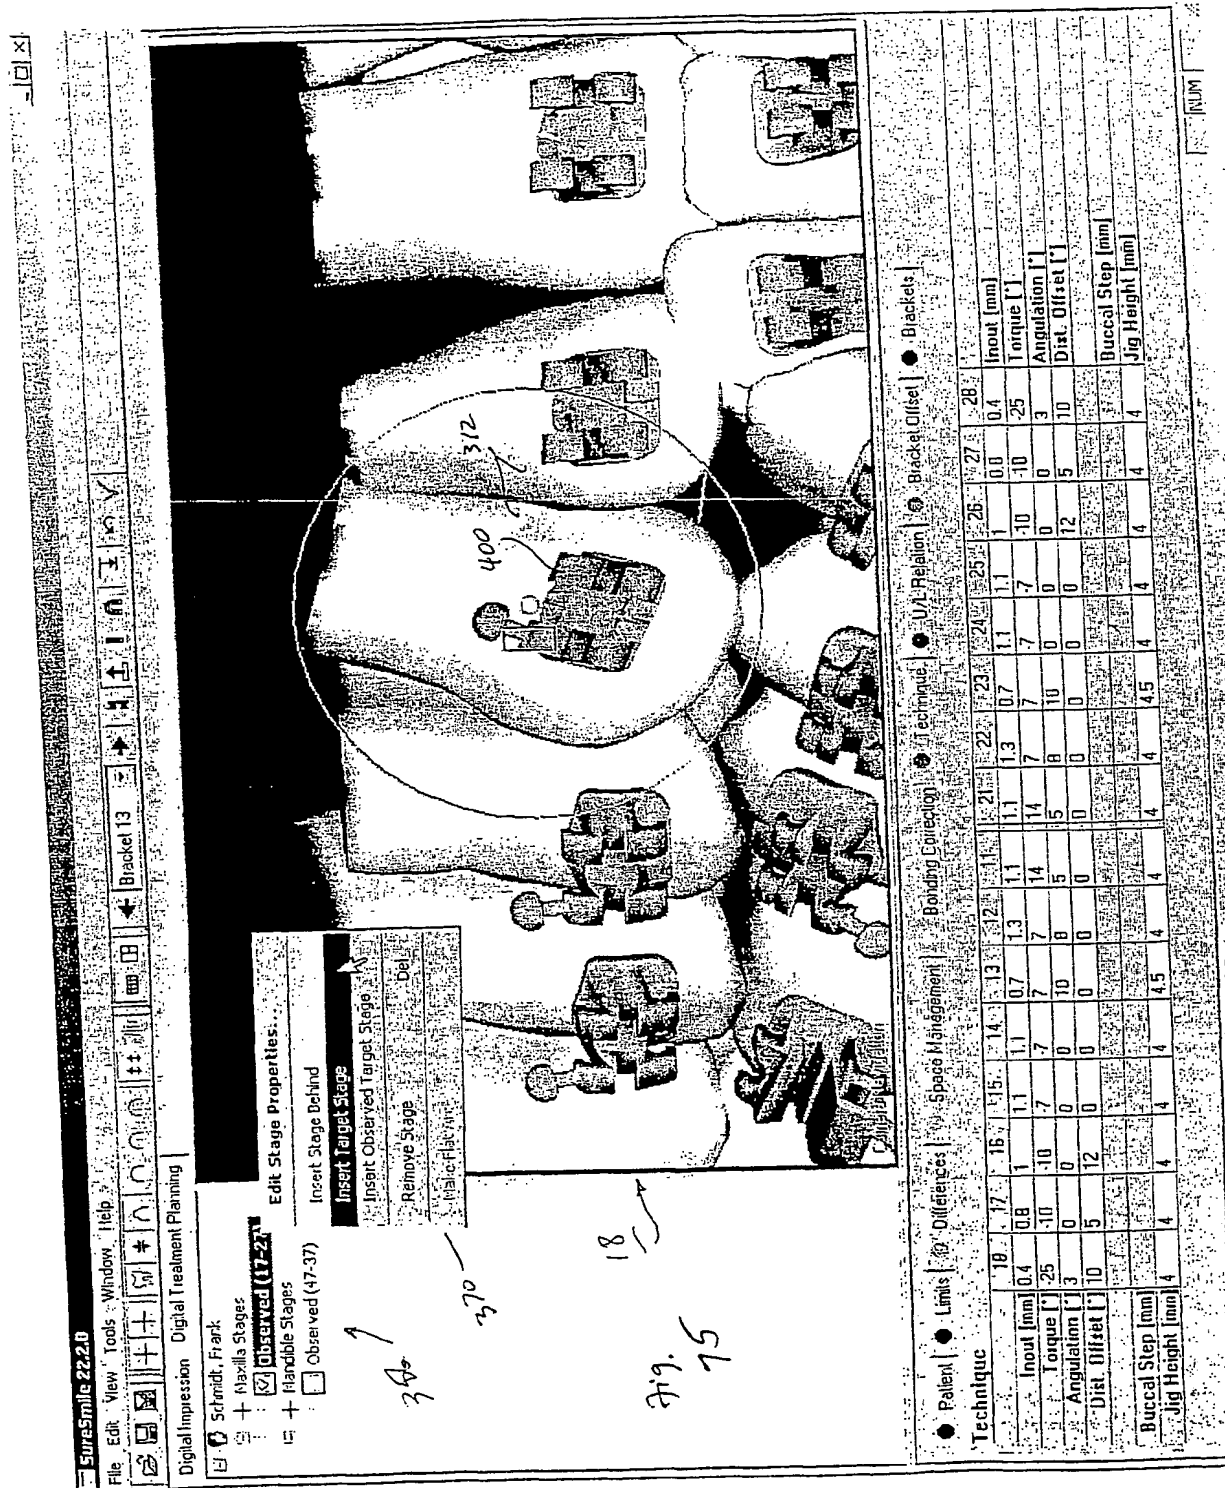 SureSmile 22.2.0
File Edit View Tools Window Help
Bracket 13
Digital Impression Digital Treatment Planning
Schmidt, Frank
Maxilla Stages
Observed (17-27)
Mandible Stages
Observed (47-37)
Edit Stage Properties...
Insert Stage Behind
Insert Target Stage
Insert Observed Target Stage
Remove Stage Del
370
400
312
18
Fig. 75
Patient Limits Differences Space Management Bonding Correction Technique U/L Relation Bracket Offset Brackets
Technique
18 17 16 15 14 13 12 11 21 22 23 24 25 26 27 28
Inout [mm] 0.4 0.8 1 1.1 1.1 0.7 1.3 1.1 1.1 1.3 0.7 1.1 1.1 1 0.8 0.4 Inout [mm]
Torque [°] -25 -10 -10 -7 -7 7 7 14 14 7 7 -7 -7 -10 -10 -25 Torque [°]
Angulation [°] 3 0 0 0 0 10 8 5 5 8 10 0 0 0 0 3 Angulation [°]
Dist. Offset [°] 10 5 12 0 0 0 0 0 0 0 0 0 0 12 5 10 Dist. Offset [°]
Buccal Step [mm] Buccal Step [mm]
Jig Height [mm] 4 4 4 4 4 4.5 4 4 4 4 4.5 4 4 4 4 4 Jig Height [mm]
NUM